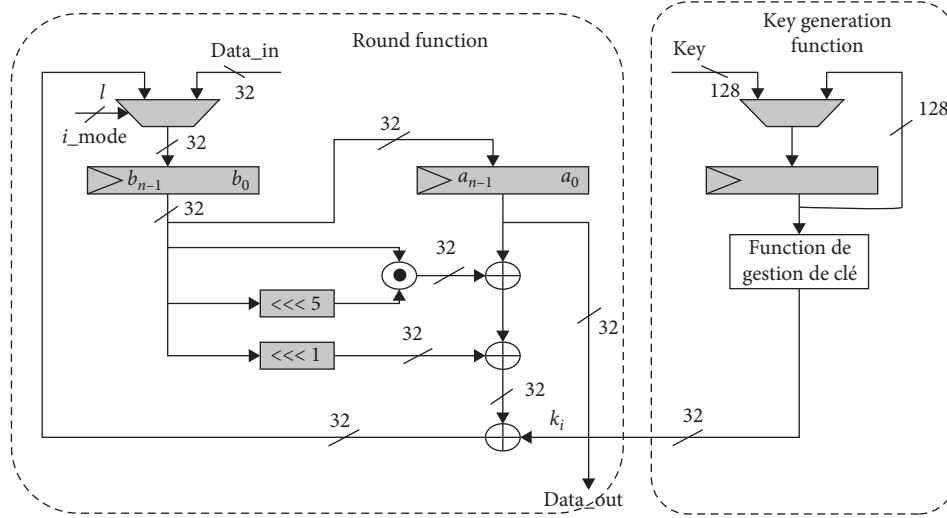 Round function
Key generation
function
Data_in
32
l
i_mode
32
32
b_{n–1} b_0
a_{n–1} a_0
32
32
<<< 5
32
<<< 1
32
32
32
k_i
Data_out
Key
128
128
Function de
gestion de clé
32